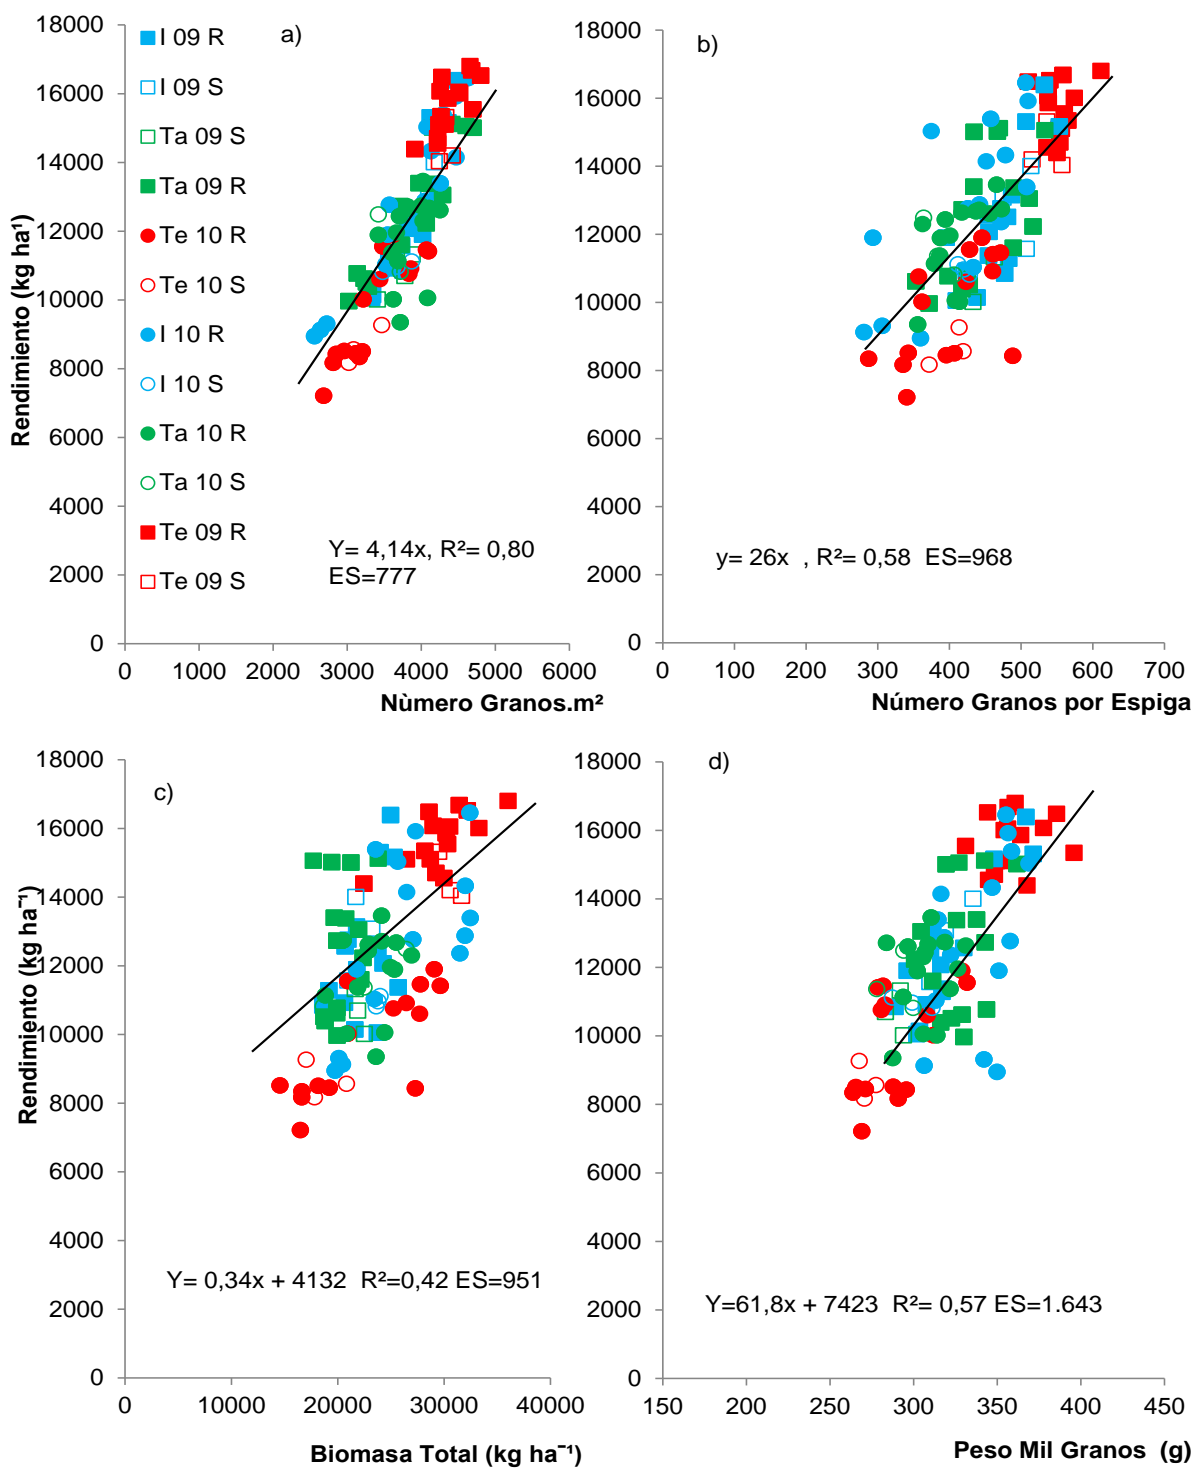 18000
16000
14000
12000
10000
8000
6000
4000
2000
0
Rendimiento (kg ha¹)
I 09 R
I 09 S
Ta 09 S
Ta 09 R
Te 10 R
Te 10 S
I 10 R
I 10 S
Ta 10 R
Ta 10 S
Te 09 R
Te 09 S
a)
Y= 4,14x, R²= 0,80
ES=777
0 1000 2000 3000 4000 5000 6000
Nùmero Granos.m²
18000
16000
14000
12000
10000
8000
6000
4000
2000
0
b)
y= 26x , R²= 0,58 ES=968
0 100 200 300 400 500 600 700
Número Granos por Espiga
18000
16000
14000
12000
10000
8000
6000
4000
2000
0
Rendimiento (kg ha⁻¹)
c)
Y= 0,34x + 4132 R²=0,42 ES=951
0 10000 20000 30000 40000
Biomasa Total (kg ha⁻¹)
18000
16000
14000
12000
10000
8000
6000
4000
2000
0
d)
Y=61,8x + 7423 R²= 0,57 ES=1.643
150 200 250 300 350 400 450
Peso Mil Granos (g)